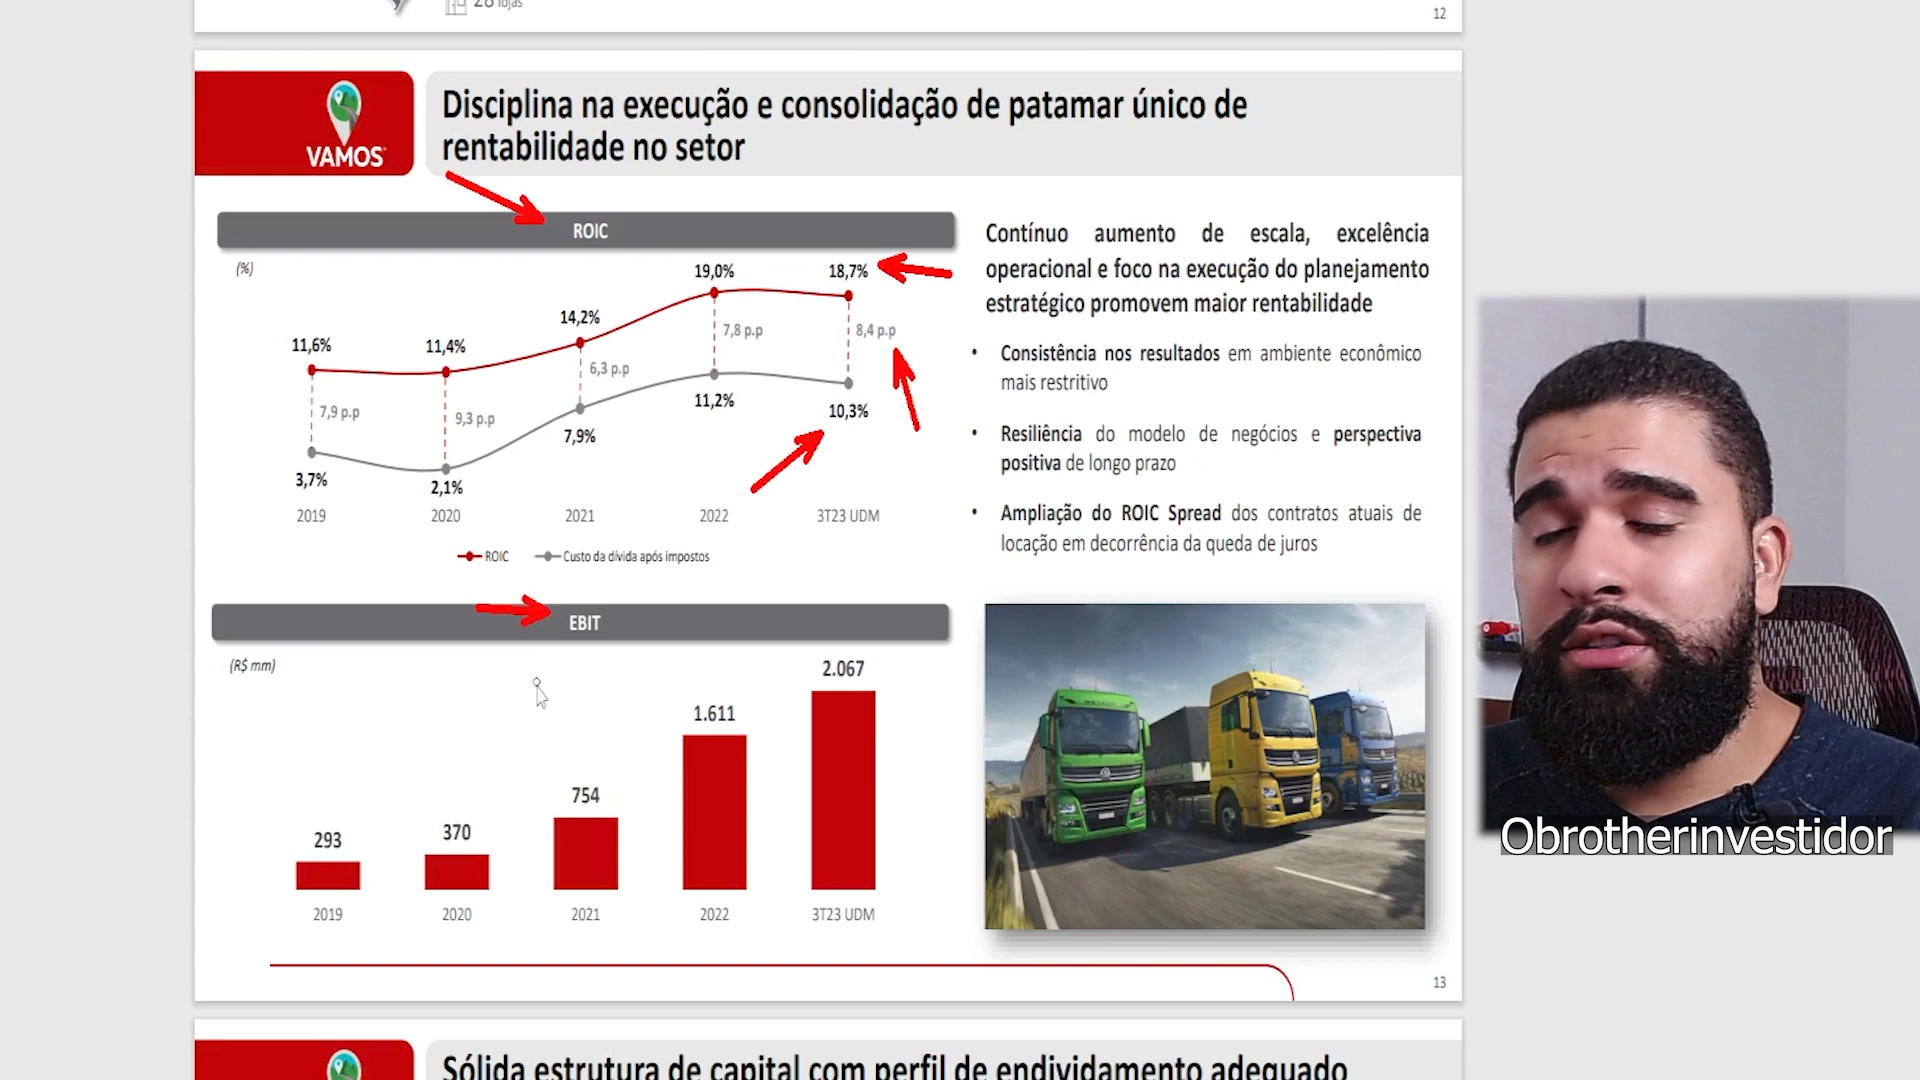 28 lojas
12
VAMOS
Disciplina na execução e consolidação de patamar único de
rentabilidade no setor
ROIC
(%)
11,6%
11,4%
14,2%
19,0%
18,7%
7,9 p.p
9,3 p.p
6,3 p.p
7,8 p.p
8,4 p.p
3,7%
2,1%
7,9%
11,2%
10,3%
2019
2020
2021
2022
3T23 UDM
ROIC
Custo da dívida após impostos
Contínuo aumento de escala, excelência
operacional e foco na execução do planejamento
estratégico promovem maior rentabilidade
• Consistência nos resultados em ambiente econômico
mais restritivo
• Resiliência do modelo de negócios e perspectiva
positiva de longo prazo
• Ampliação do ROIC Spread dos contratos atuais de
locação em decorrência da queda de juros
EBIT
(R$ mm)
293
370
754
1.611
2.067
2019
2020
2021
2022
3T23 UDM
Obrotherinvestidor
13
Sólida estrutura de capital com perfil de endividamento adequado